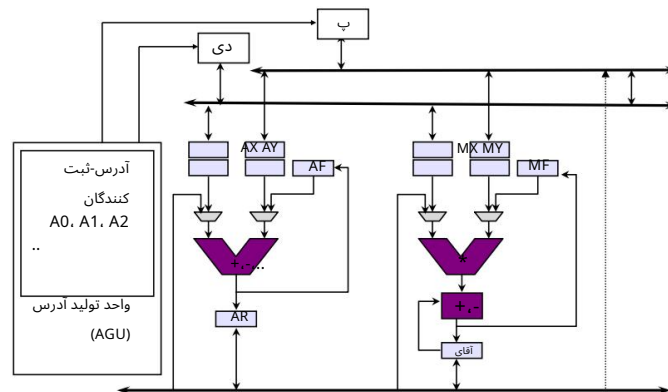 پ
دی
AX AY
AF
MX MY
MF
آدرس-ثبت
کنندگان
A0، A1، A2
..
+,-...
*
+,-
واحد تولید آدرس
(AGU)
AR
آقای